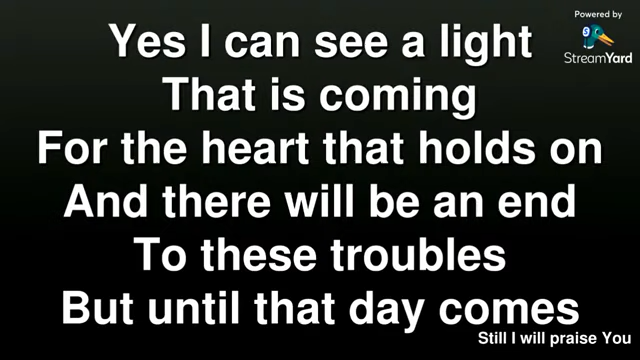 Powered by
StreamYard
Yes I can see a light
That is coming
For the heart that holds on
And there will be an end
To these troubles
But until that day comes
Still I will praise You